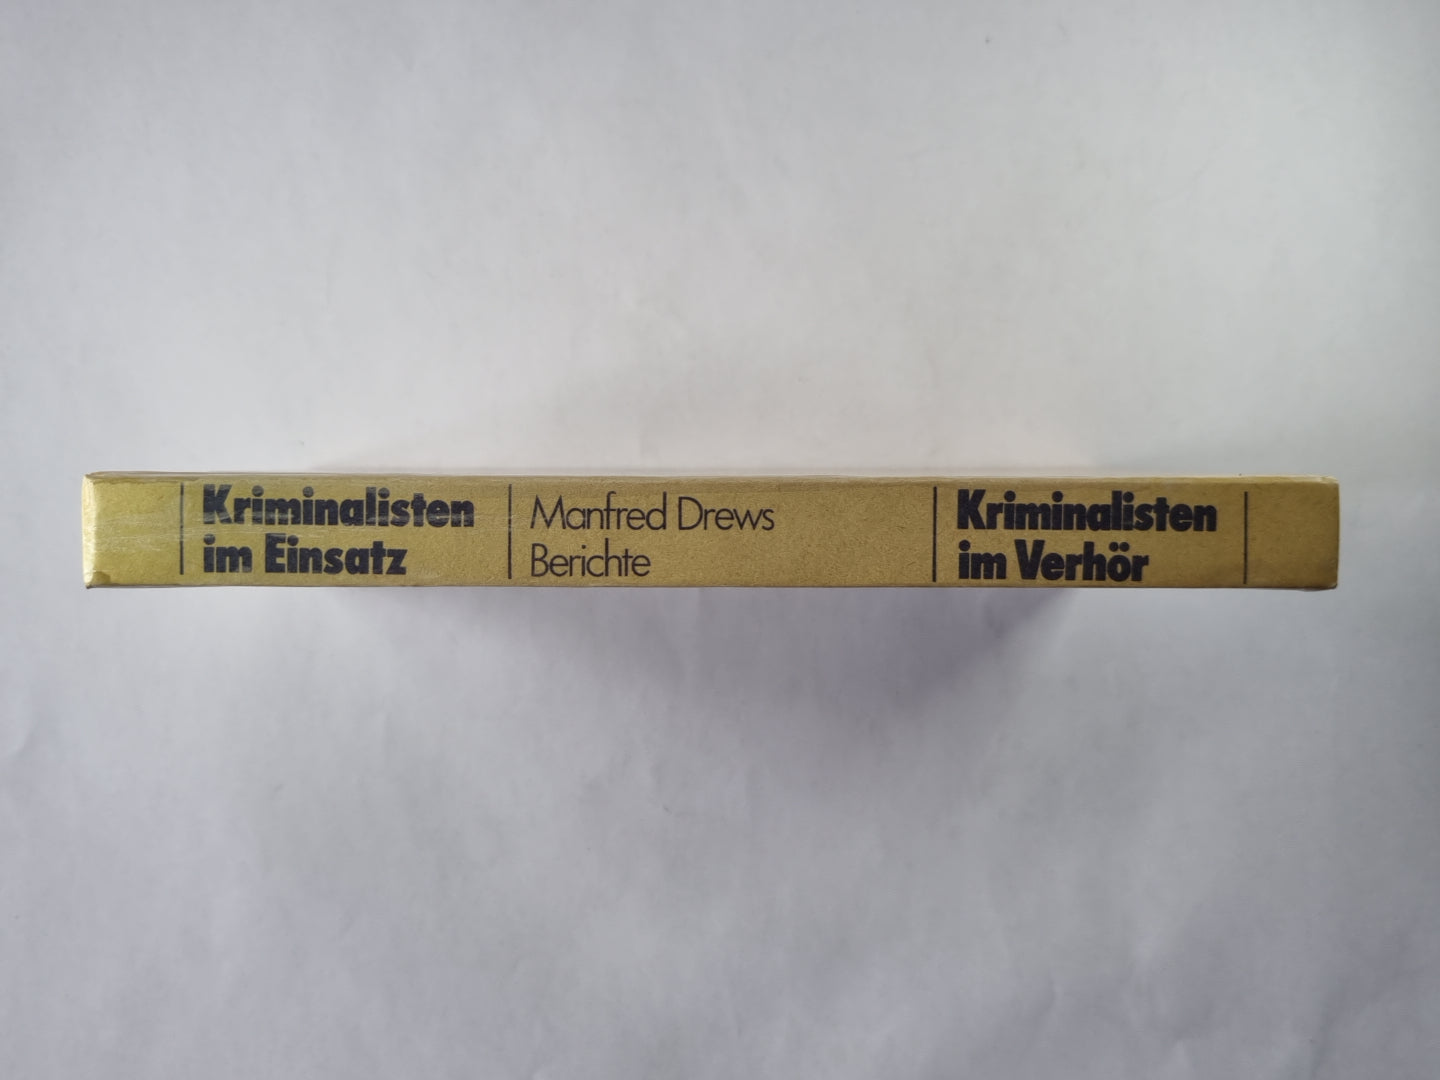 Kriminalisten
im Einsatz
Manfred Drews
Berichte
Kriminalisten
im Verhör